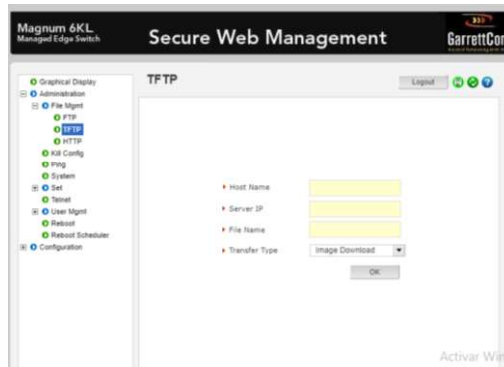 Magnum 6KL
Managed Edge Switch
Secure Web Management
GarrettCom
Graphical Display
Administration
File Mgmt
FTP
TFTP
HTTP
Kill Config
Ping
System
Set
Telnet
User Mgmt
Reboot
Reboot Scheduler
Configuration
TFTP
Logout
Host Name
Server IP
File Name
Transfer Type
Image Download
OK
Activar Win